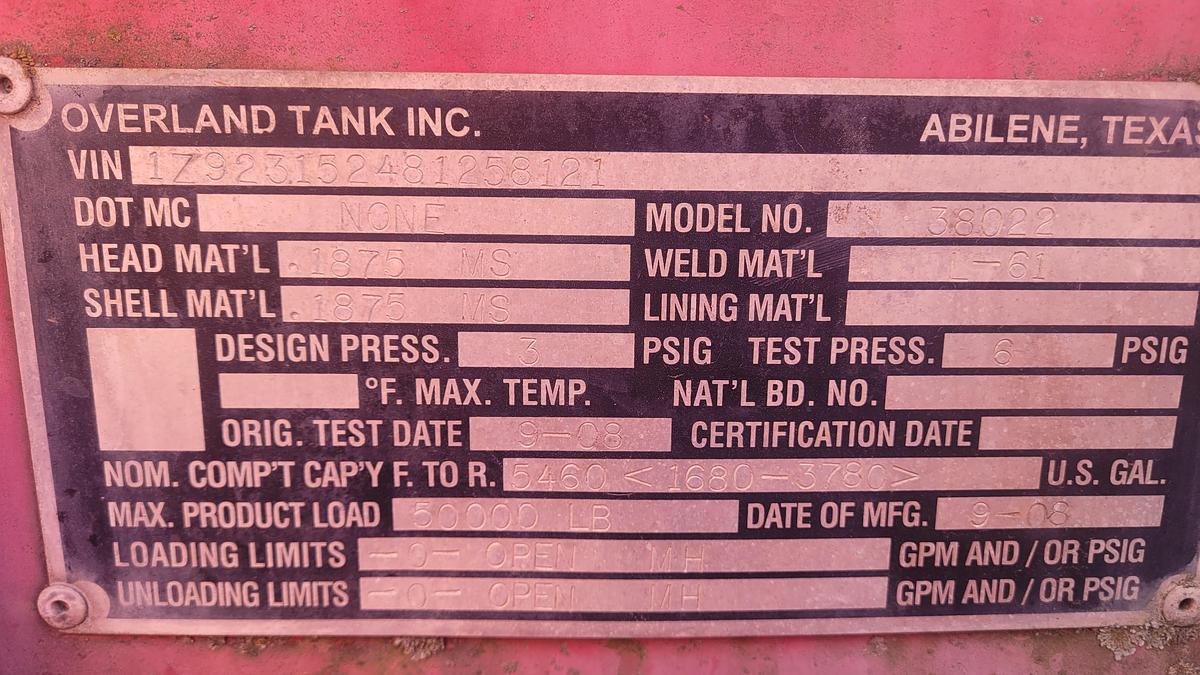 OVERLAND TANK INC. ABILENE, TEXAS
VIN 1Z923152481258121
DOT MC NONE MODEL NO. 38022
HEAD MAT'L .1875 MS WELD MAT'L L-61
SHELL MAT'L .1875 MS LINING MAT'L
DESIGN PRESS. 3 PSIG TEST PRESS. 6 PSIG
°F. MAX. TEMP. NAT'L BD. NO.
ORIG. TEST DATE 9-08 CERTIFICATION DATE
NOM. COMP'T CAP'Y F. TO R. 5460 <1680-3780> U.S. GAL.
MAX. PRODUCT LOAD 50000 LB DATE OF MFG. 9-08
LOADING LIMITS -0- OPEN MH GPM AND / OR PSIG
UNLOADING LIMITS -0- OPEN MH GPM AND / OR PSIG